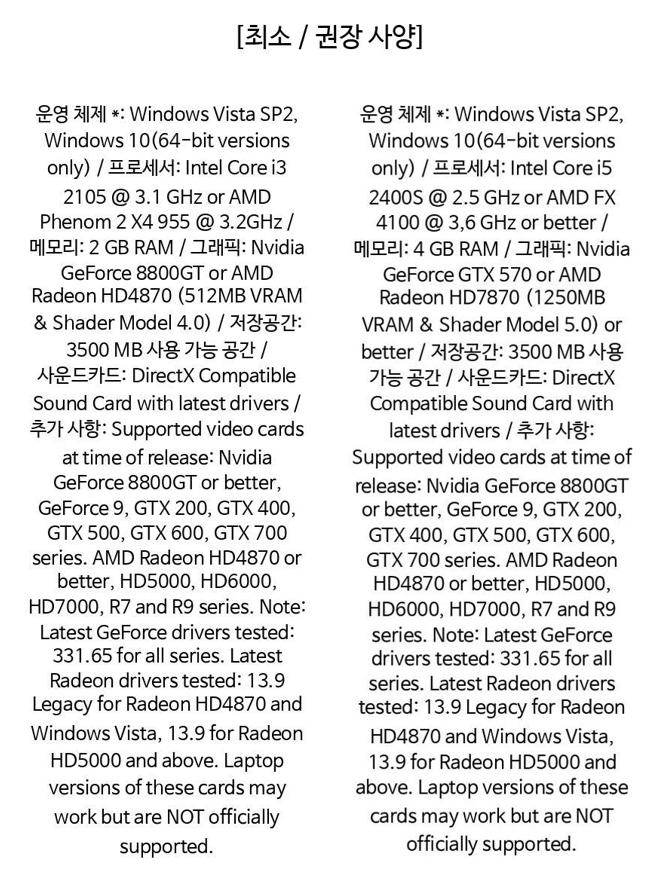 [최소 / 권장 사양]
운영 체제 *: Windows Vista SP2,
Windows 10(64-bit versions
only) / 프로세서: Intel Core i3
2105 @ 3.1 GHz or AMD
Phenom 2 X4 955 @ 3.2GHz /
메모리: 2 GB RAM / 그래픽: Nvidia
GeForce 8800GT or AMD
Radeon HD4870 (512MB VRAM
& Shader Model 4.0) / 저장공간:
3500 MB 사용 가능 공간 /
사운드카드: DirectX Compatible
Sound Card with latest drivers /
추가 사항: Supported video cards
at time of release: Nvidia
GeForce 8800GT or better,
GeForce 9, GTX 200, GTX 400,
GTX 500, GTX 600, GTX 700
series. AMD Radeon HD4870 or
better, HD5000, HD6000,
HD7000, R7 and R9 series. Note:
Latest GeForce drivers tested:
331.65 for all series. Latest
Radeon drivers tested: 13.9
Legacy for Radeon HD4870 and
Windows Vista, 13.9 for Radeon
HD5000 and above. Laptop
versions of these cards may
work but are NOT officially
supported.
운영 체제 *: Windows Vista SP2,
Windows 10(64-bit versions
only) / 프로세서: Intel Core i5
2400S @ 2.5 GHz or AMD FX
4100 @ 3,6 GHz or better /
메모리: 4 GB RAM / 그래픽: Nvidia
GeForce GTX 570 or AMD
Radeon HD7870 (1250MB
VRAM & Shader Model 5.0) or
better / 저장공간: 3500 MB 사용
가능 공간 / 사운드카드: DirectX
Compatible Sound Card with
latest drivers / 추가 사항:
Supported video cards at time of
release: Nvidia GeForce 8800GT
or better, GeForce 9, GTX 200,
GTX 400, GTX 500, GTX 600,
GTX 700 series. AMD Radeon
HD4870 or better, HD5000,
HD6000, HD7000, R7 and R9
series. Note: Latest GeForce
drivers tested: 331.65 for all
series. Latest Radeon drivers
tested: 13.9 Legacy for Radeon
HD4870 and Windows Vista,
13.9 for Radeon HD5000 and
above. Laptop versions of these
cards may work but are NOT
officially supported.